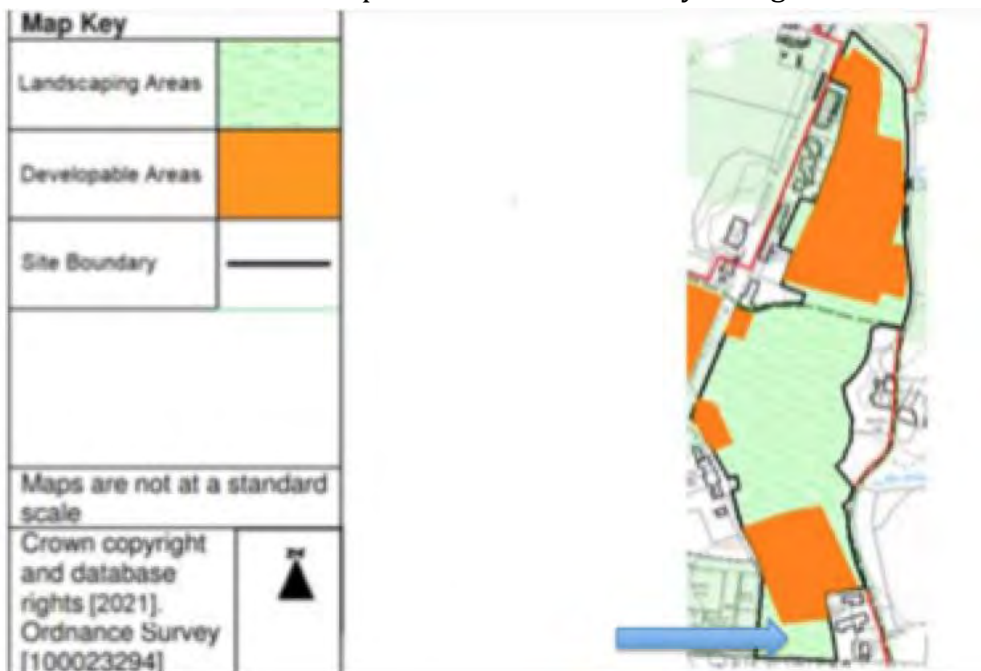 Map Key
Landscaping Areas
Developable Areas
Site Boundary
Maps are not at a standard
scale
Crown copyright
and database
rights [2021].
Ordnance Survey
[100023294]